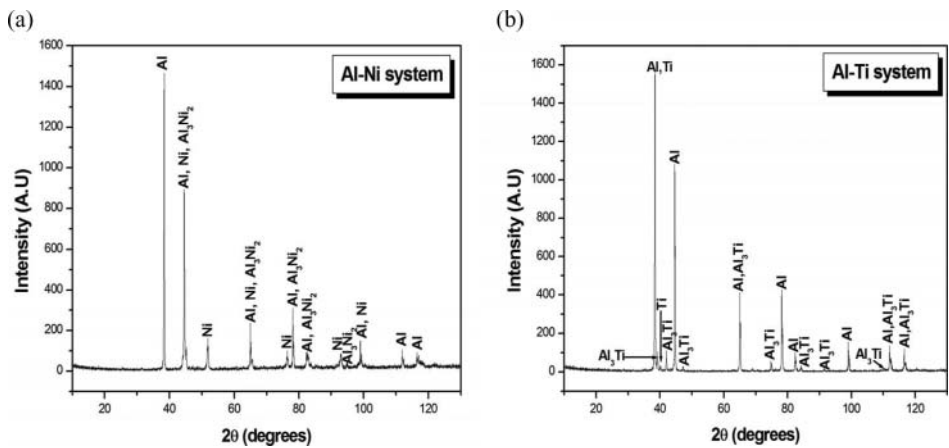 (a)
Al-Ni system
Intensity (A.U)
1600
1400
1200
1000
800
600
400
200
0
Al
Al, Ni, Al₃Ni₂
Ni
Al, Ni, Al₃Ni₂
Ni
Al, Al₃Ni₂
Al, Al₃Ni₂
Ni
Al₃Ni₂
Al, Ni
Al
Al
20
40
60
80
100
120
2θ (degrees)
(b)
Al-Ti system
Intensity (A.U)
1600
1400
1200
1000
800
600
400
200
0
Al,Ti
Al₃Ti
Ti
Al₃Ti
Al
Al₃Ti
Al,Al₃Ti
Al₃Ti
Al
Al
Al₃Ti
Al₃Ti
Al
Al₃Ti
Al,Al₃Ti
Al,Al₃Ti
20
40
60
80
100
120
2θ (degrees)